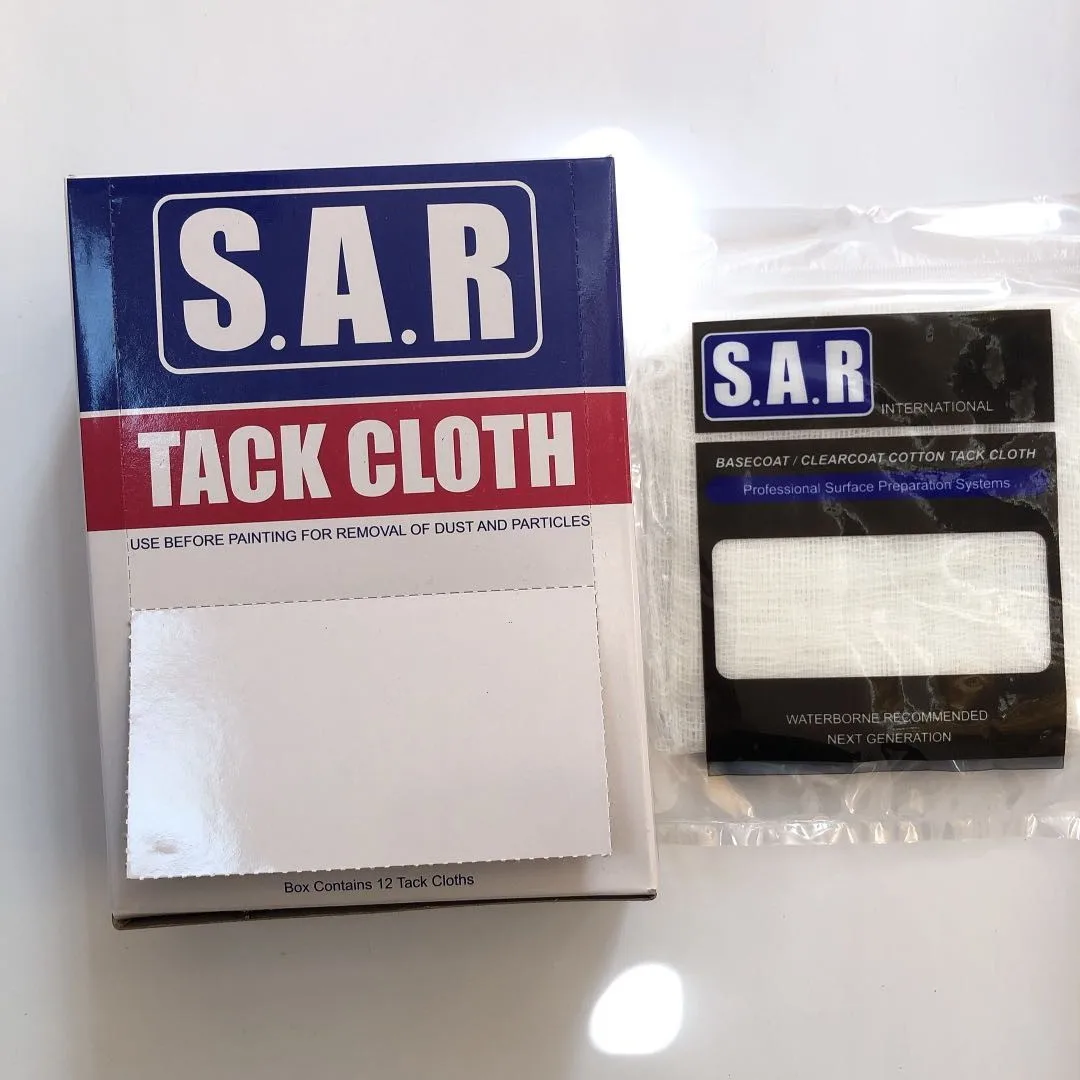 S.A.R
TACK CLOTH
USE BEFORE PAINTING FOR REMOVAL OF DUST AND PARTICLES
Box Contains 12 Tack Cloths
S.A.R
INTERNATIONAL
BASECOAT / CLEARCOAT COTTON TACK CLOTH
Professional Surface Preparation Systems
WATERBORNE RECOMMENDED
NEXT GENERATION